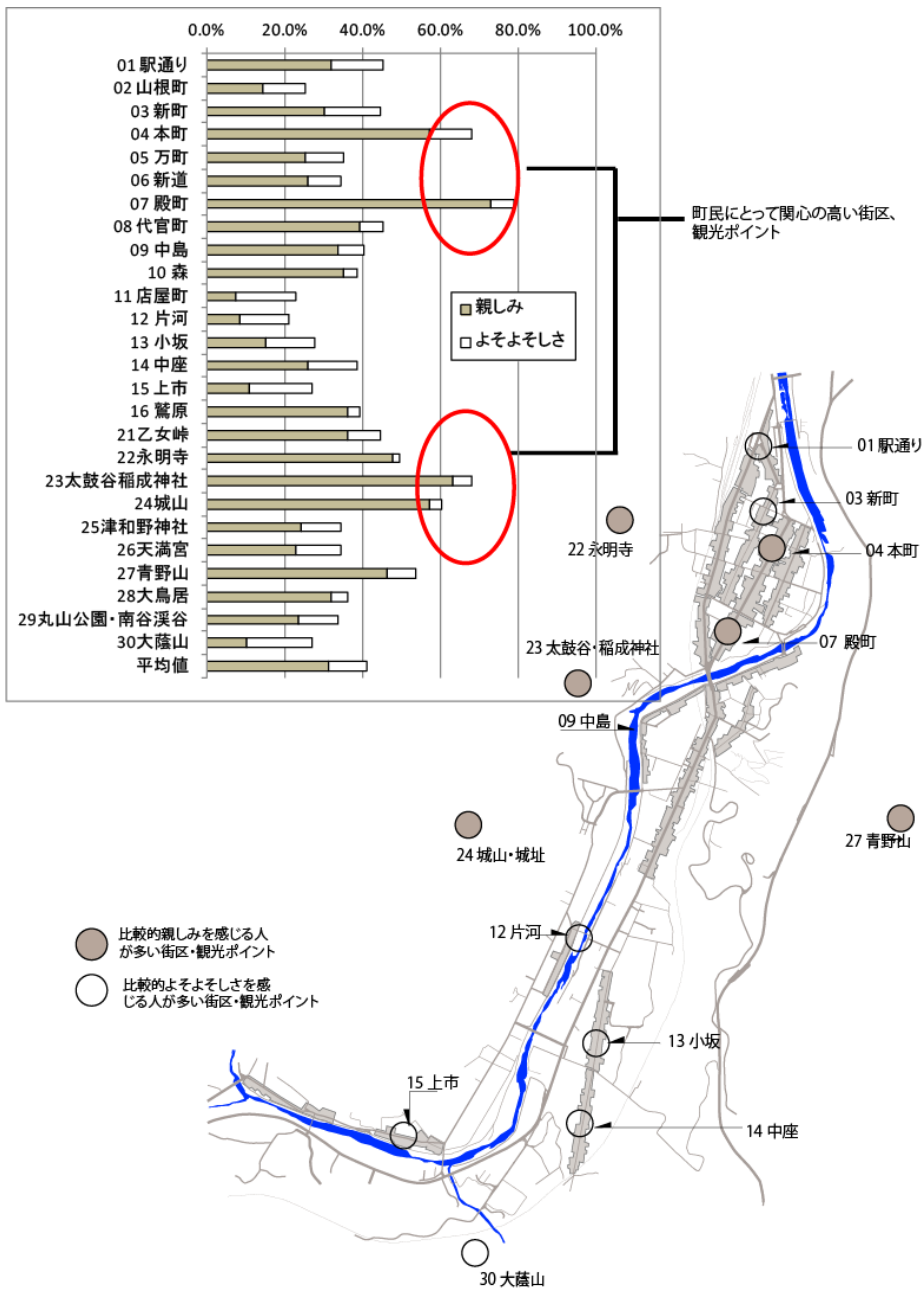 0.0% 20.0% 40.0% 60.0% 80.0% 100.0%
01 駅通り
02 山根町
03 新町
04 本町
05 万町
06 新道
07 殿町
08 代官町
09 中島
10 森
11 店屋町
12 片河
13 小坂
14 中座
15 上市
16 鷲原
21乙女峠
22永明寺
23太鼓谷稲成神社
24城山
25津和野神社
26天満宮
27青野山
28大鳥居
29丸山公園・南谷渓谷
30大蔭山
平均値
親しみ
よそよそしさ
町民にとって関心の高い街区、
観光ポイント
01 駅通り
03 新町
04 本町
22 永明寺
07 殿町
23 太鼓谷・稲成神社
09 中島
24 城山・城址
27 青野山
12 片河
比較的親しみを感じる人
が多い街区・観光ポイント
比較的よそよそしさを感
じる人が多い街区・観光ポイント
13 小坂
15 上市
14 中座
30 大蔭山